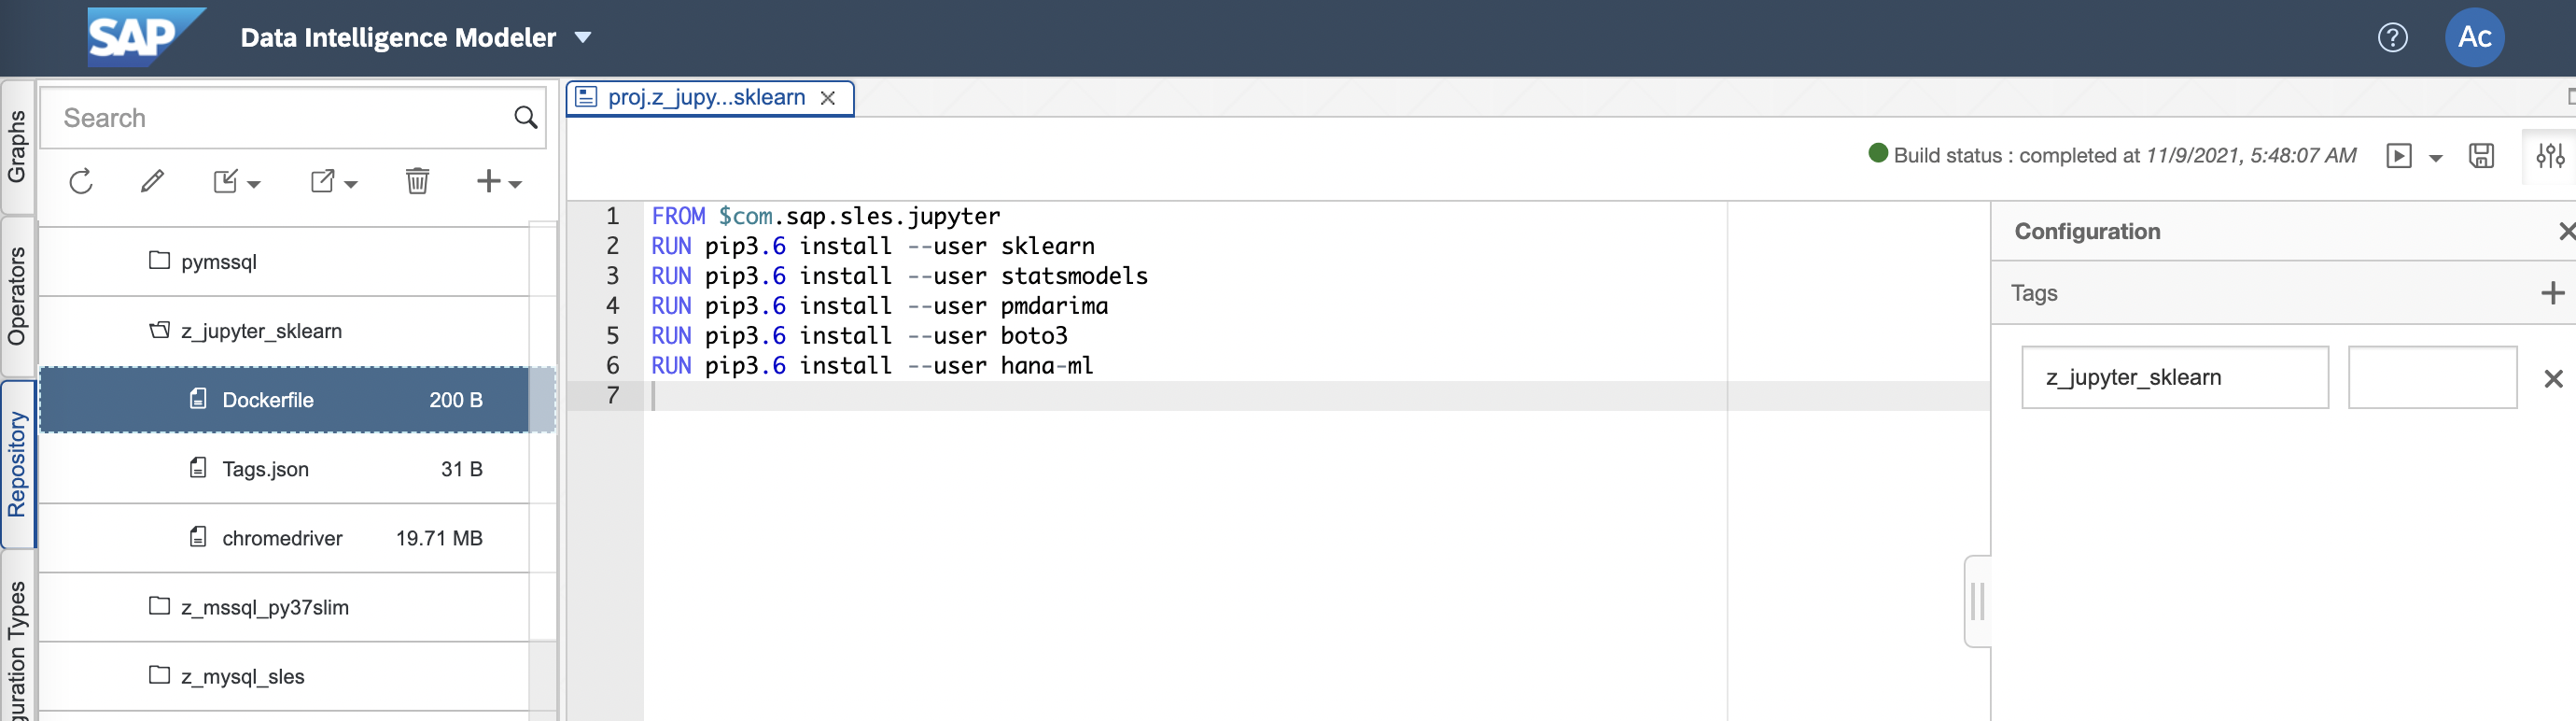 SAP
Data Intelligence Modeler
?
Ac
Graphs
Operators
Repository
guration Types
Search
pymssql
z_jupyter_sklearn
Dockerfile 200 B
Tags.json 31 B
chromedriver 19.71 MB
z_mssql_py37slim
z_mysql_sles
proj.z_jupy...sklearn
Build status : completed at 11/9/2021, 5:48:07 AM
1 FROM $com.sap.sles.jupyter
2 RUN pip3.6 install --user sklearn
3 RUN pip3.6 install --user statsmodels
4 RUN pip3.6 install --user pmdarima
5 RUN pip3.6 install --user boto3
6 RUN pip3.6 install --user hana-ml
7
Configuration
Tags
z_jupyter_sklearn